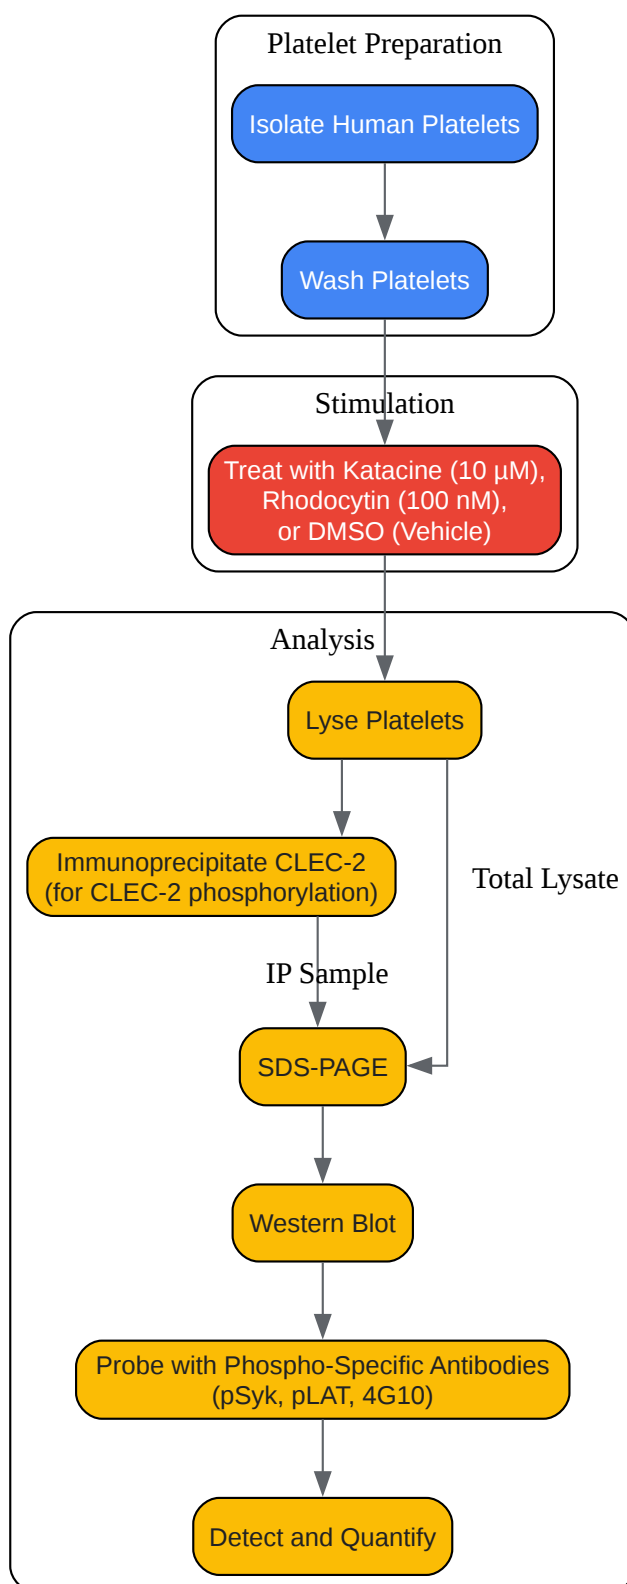 Platelet Preparation
Isolate Human Platelets
Wash Platelets
Stimulation
Treat with Katacine (10 µM),
Rhodocytin (100 nM),
or DMSO (Vehicle)
Analysis
Lyse Platelets
Immunoprecipitate CLEC-2
(for CLEC-2 phosphorylation)
Total Lysate
IP Sample
SDS-PAGE
Western Blot
Probe with Phospho-Specific Antibodies
(pSyk, pLAT, 4G10)
Detect and Quantify